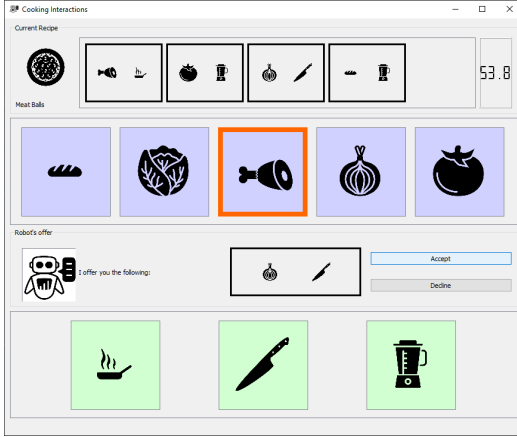 Cooking Interactions
Current Recipe
53.8
Meat Balls
Robot's offer
I offer you the following:
Accept
Decline